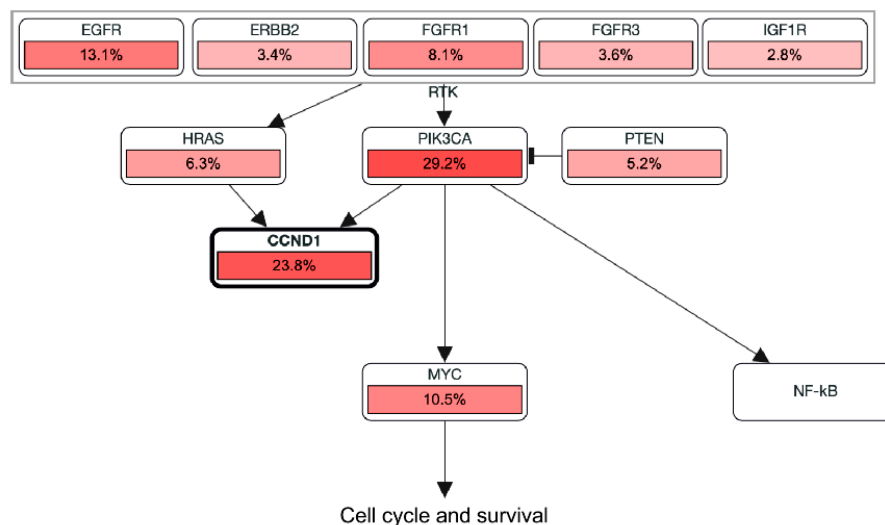 EGFR ERBB2 FGFR1 FGFR3 IGF1R
13.1% 3.4% 8.1% 3.6% 2.8%
RTK
HRAS PIK3CA PTEN
6.3% 29.2% 5.2%
CCND1
23.8%
MYC
10.5%
NF-kB
Cell cycle and survival